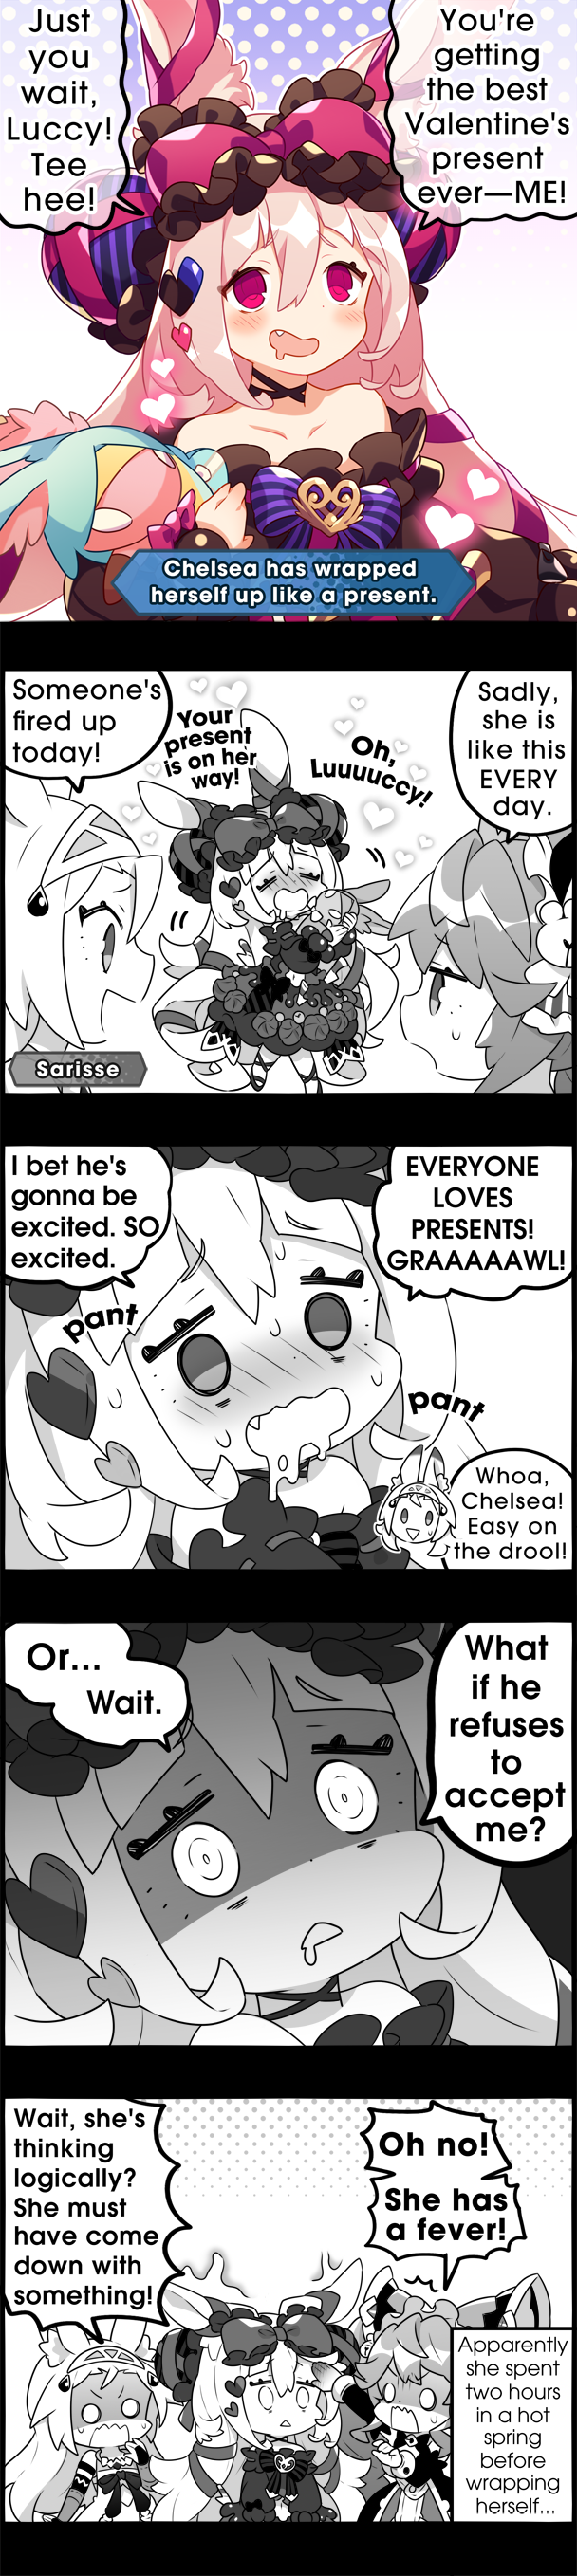 Just
you
wait,
Luccy!
Tee
hee!
You're
getting
the best
Valentine's
present
ever—ME!
Chelsea has wrapped
herself up like a present.
Someone's
fired up
today!
Your
present
is on her
way!
Oh,
Luuuuccy!
Sadly,
she is
like this
EVERY
day.
Sarisse
I bet he's
gonna be
excited. SO
excited.
EVERYONE
LOVES
PRESENTS!
GRAAAAAWL!
pant
pant
Whoa,
Chelsea!
Easy on
the drool!
Or...
Wait.
What
if he
refuses
to
accept
me?
Wait, she's
thinking
logically?
She must
have come
down with
something!
Oh no!
She has
a fever!
Apparently
she spent
two hours
in a hot
spring
before
wrapping
herself...